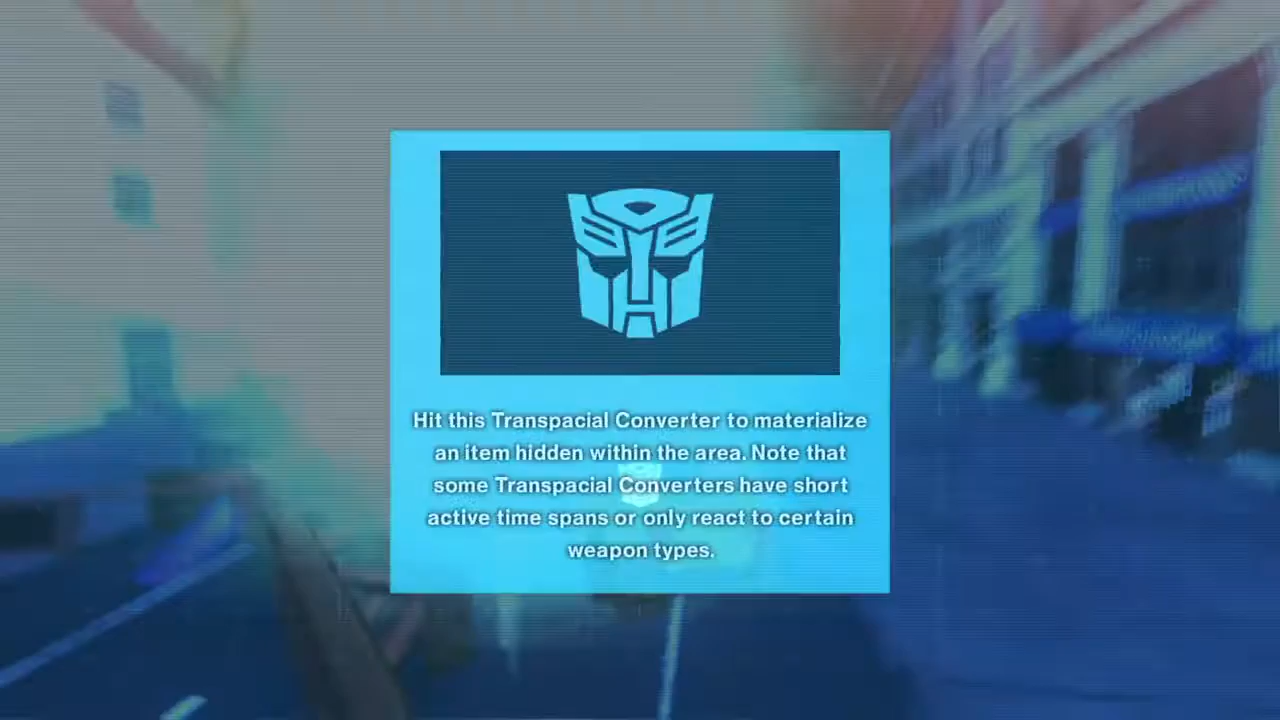 Hit this Transpacial Converter to materialize
an item hidden within the area. Note that
some Transpacial Converters have short
active time spans or only react to certain
weapon types.